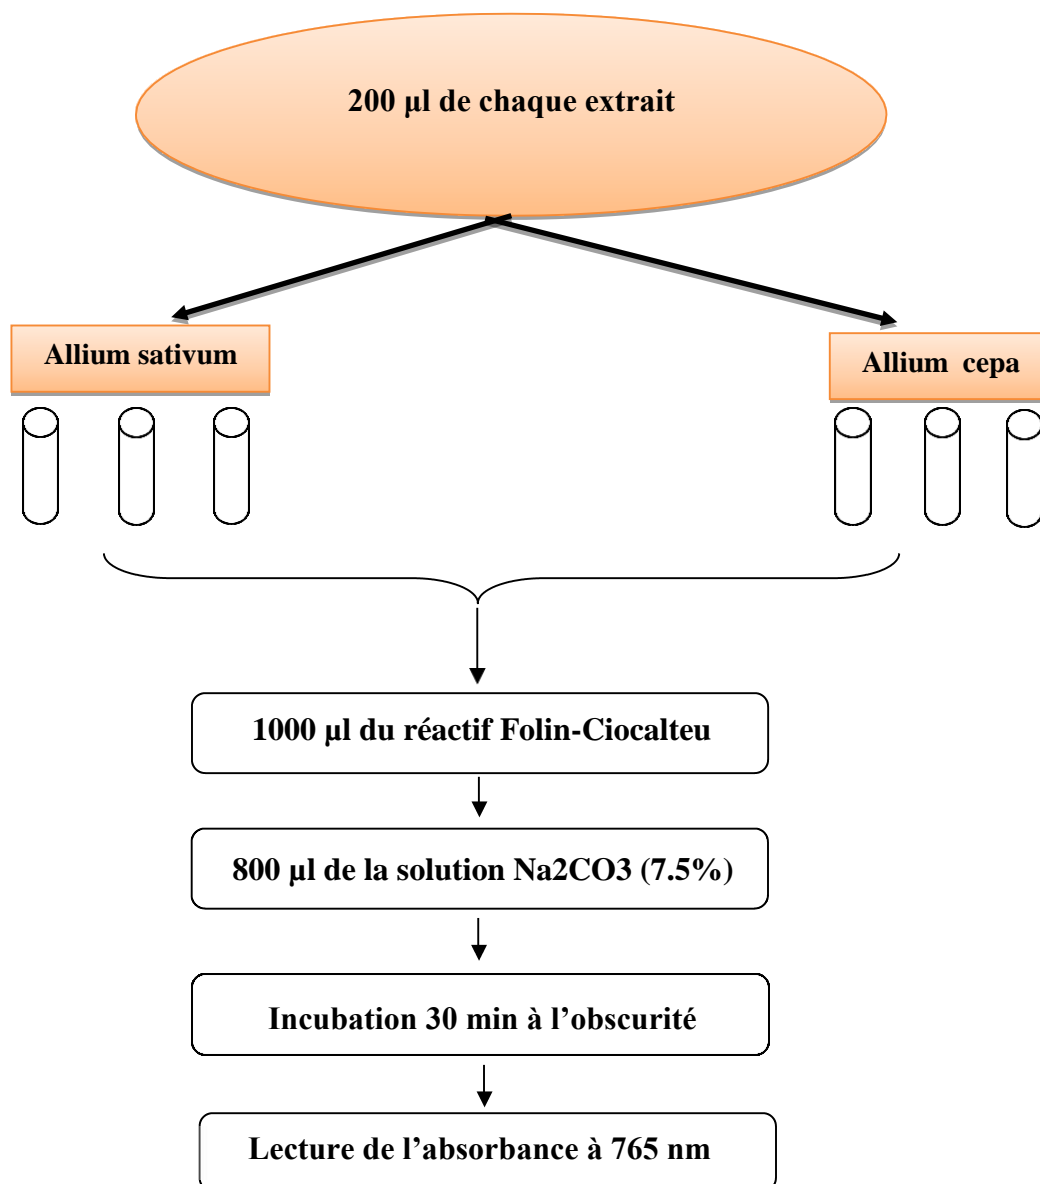 200 µl de chaque extrait
Allium sativum
Allium cepa
1000 µl du réactif Folin-Ciocalteu
800 µl de la solution Na2CO3 (7.5%)
Incubation 30 min à l’obscurité
Lecture de l’absorbance à 765 nm